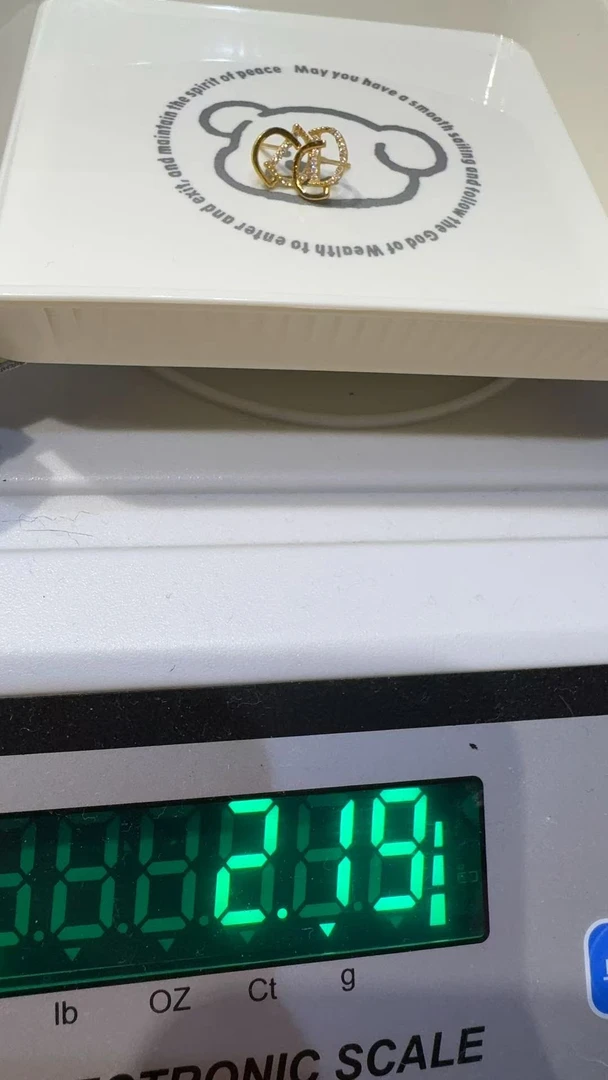 May you have a smooth sailing and follow the God of Wealth to enter and exit, and maintain the spirit of peace
2.19
lb OZ Ct g
ELECTRONIC SCALE